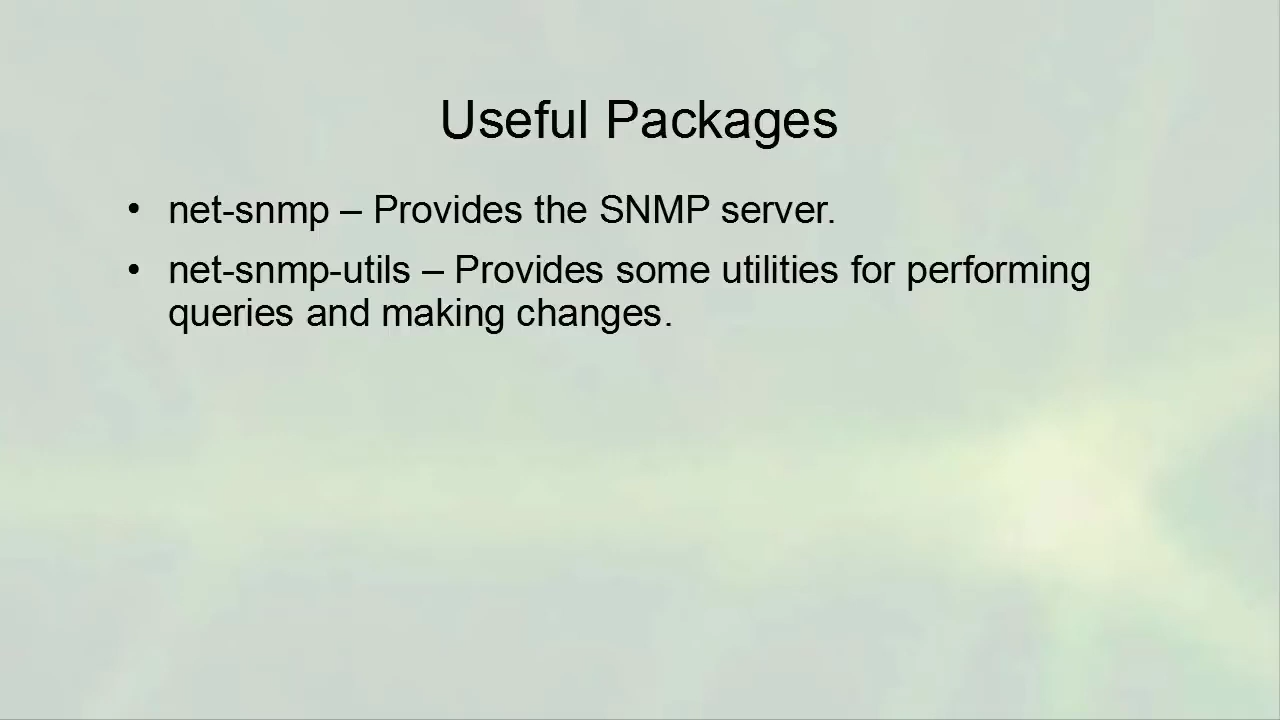 Useful Packages
• net-snmp – Provides the SNMP server.
• net-snmp-utils – Provides some utilities for performing
queries and making changes.